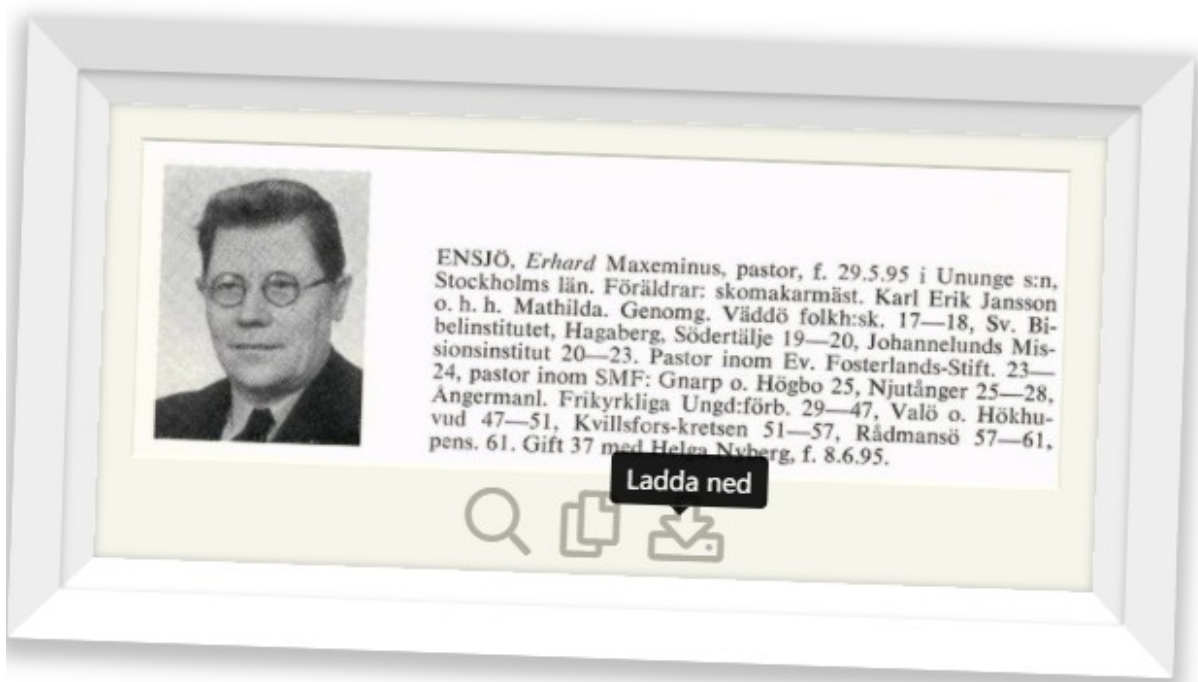 ENSJÖ, Erhard Maxeminus, pastor, f. 29.5.95 i Ununge s:n,
Stockholms län. Föräldrar: skomakarmäst. Karl Erik Jansson
o. h. h. Mathilda. Genomg. Väddö folkh:sk. 17—18, Sv. Bi-
belinstitutet, Hagaberg, Södertälje 19—20, Johannelunds Mis-
sionsinstitut 20—23. Pastor inom Ev. Fosterlands-Stift. 23—
24, pastor inom SMF: Gnarp o. Högbo 25, Njutånger 25—28,
Ångermanl. Frikyrkliga Ungd:förb. 29—47, Valö o. Hökhu-
vud 47—51, Kvillsfors-kretsen 51—57, Rådmansö 57—61,
pens. 61. Gift 37 med Helga Nyberg, f. 8.6.95.
Ladda ned